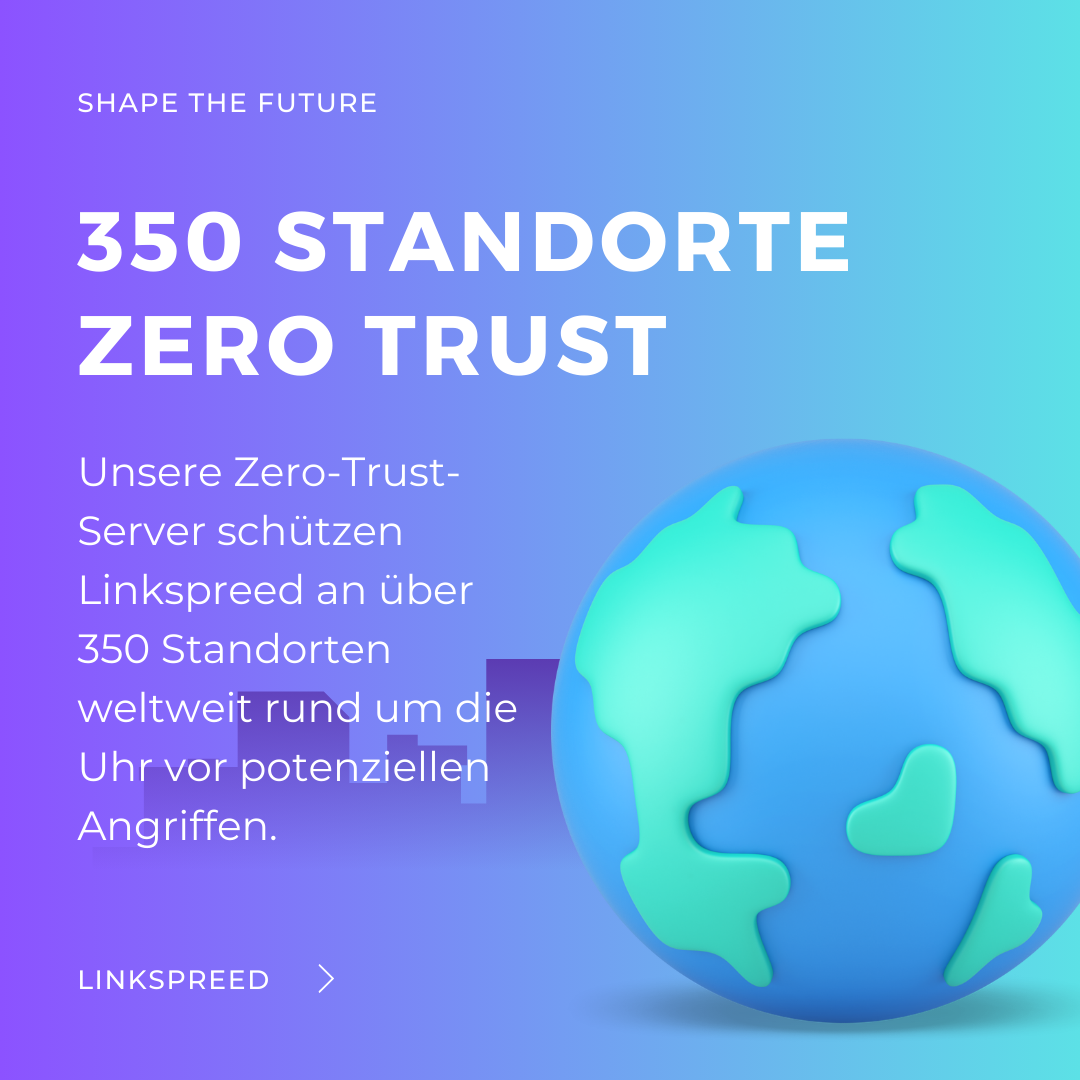 SHAPE THE FUTURE
350 STANDORTE
ZERO TRUST
Unsere Zero-Trust-
Server schützen
Linkspreed an über
350 Standorten
weltweit rund um die
Uhr vor potenziellen
Angriffen.
LINKSPREED